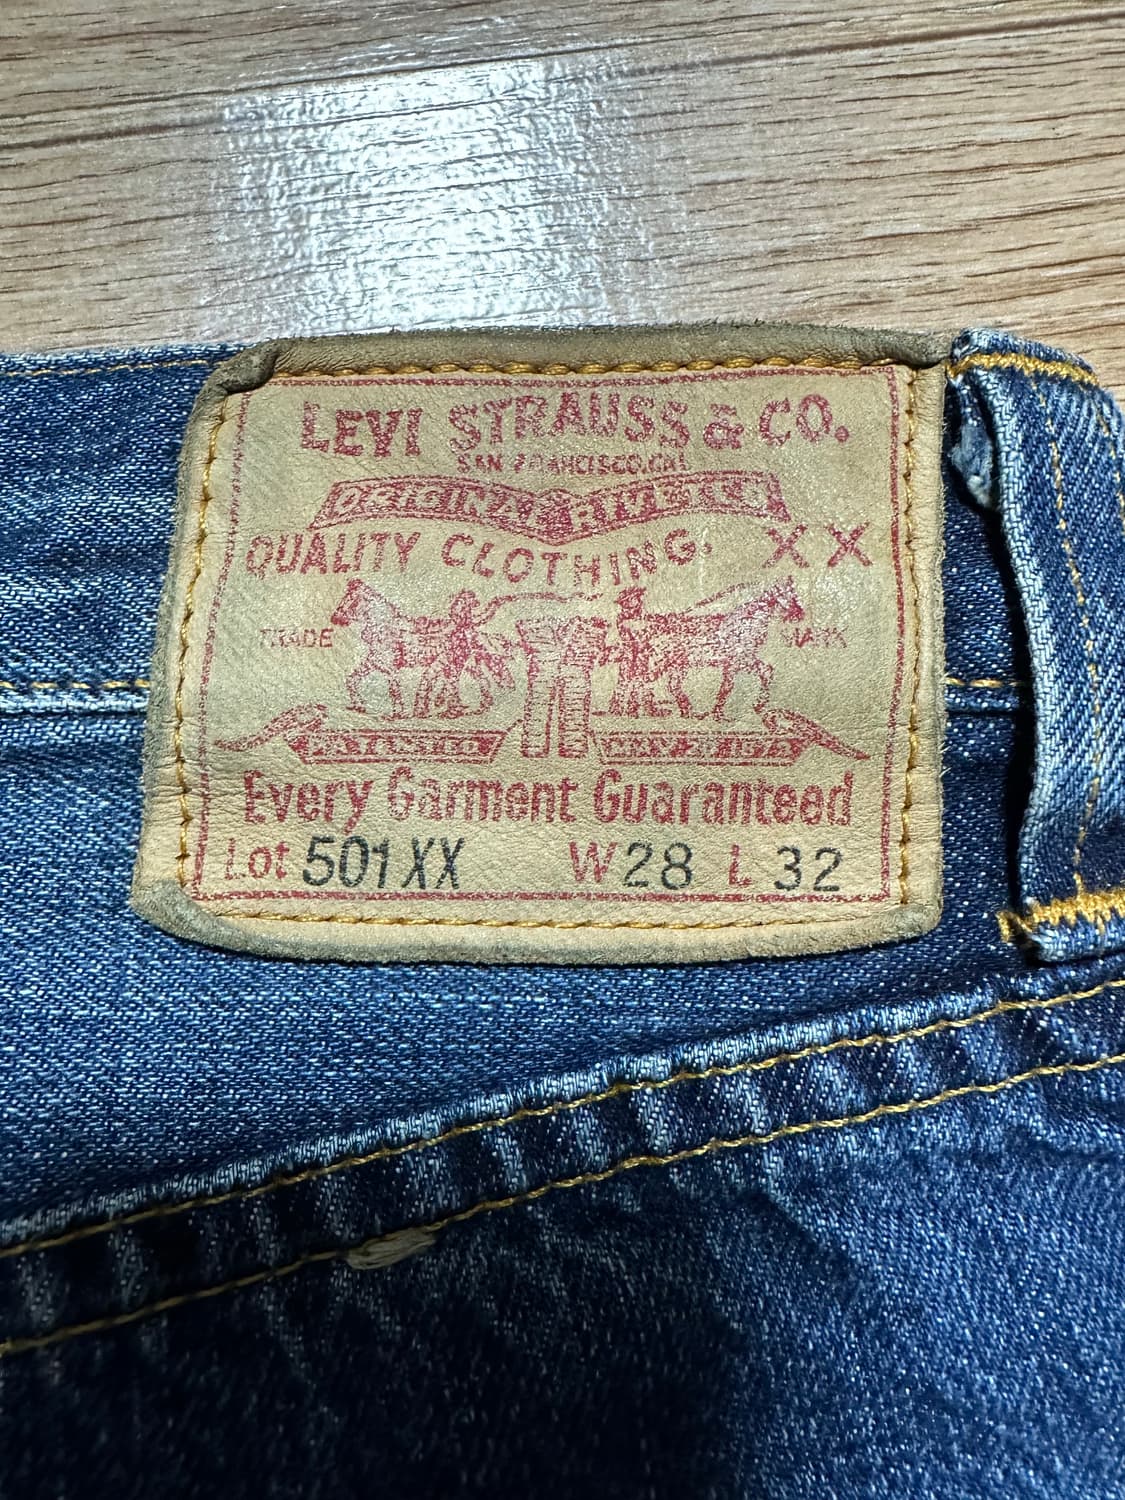 LEVI STRAUSS & CO.
SAN FRANCISCO, CAL
ORIGINAL RIVETED
QUALITY CLOTHING. XX
TRADE MARK
PATENTED MAY 20 1873
Every Garment Guaranteed
Lot 501XX W28 L 32